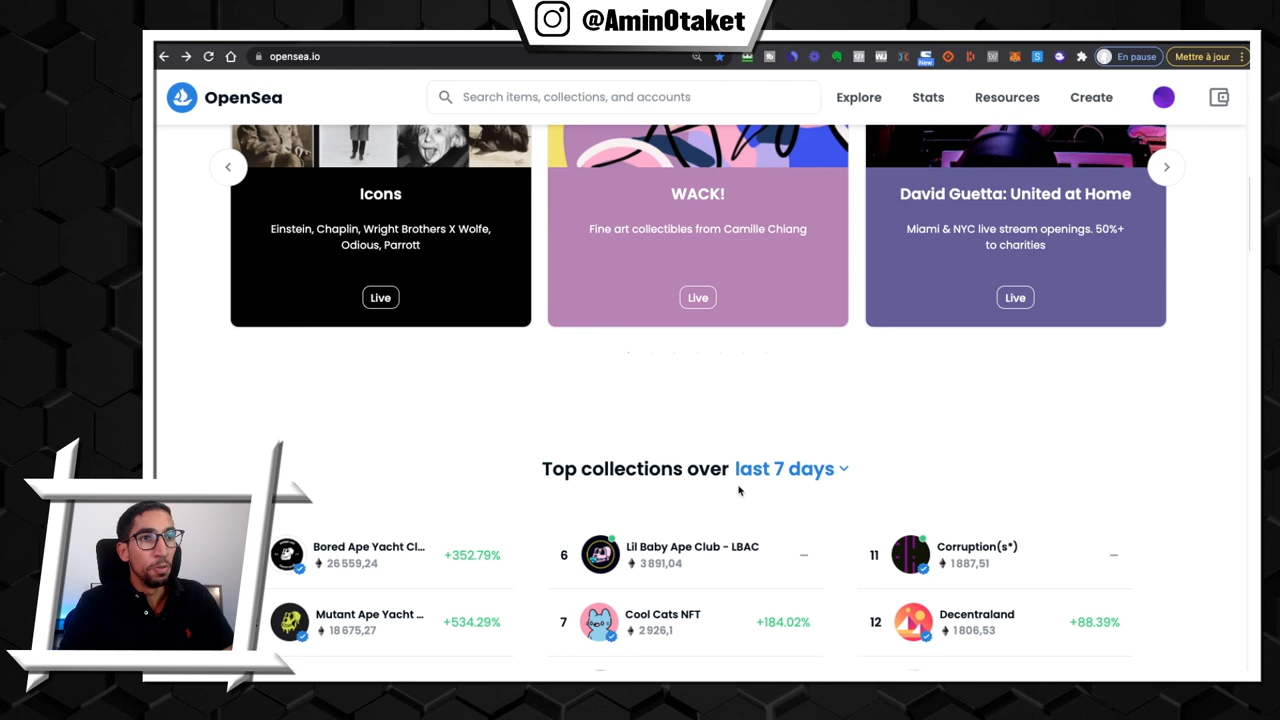 @AminOtaket
opensea.io
New
En pause
Mettre à jour
OpenSea
Search items, collections, and accounts
Explore
Stats
Resources
Create
Icons
Einstein, Chaplin, Wright Brothers X Wolfe,
Odious, Parrott
Live
WACK!
Fine art collectibles from Camille Chiang
Live
David Guetta: United at Home
Miami & NYC live stream openings. 50%+
to charities
Live
Top collections over last 7 days
Bored Ape Yacht Cl...
26 559,24
+352.79%
Mutant Ape Yacht ...
18 675,27
+534.29%
6
Lil Baby Ape Club - LBAC
3 891,04
—
7
Cool Cats NFT
2 926,1
+184.02%
11
Corruption(s*)
1 887,51
—
12
Decentraland
1 806,53
+88.39%